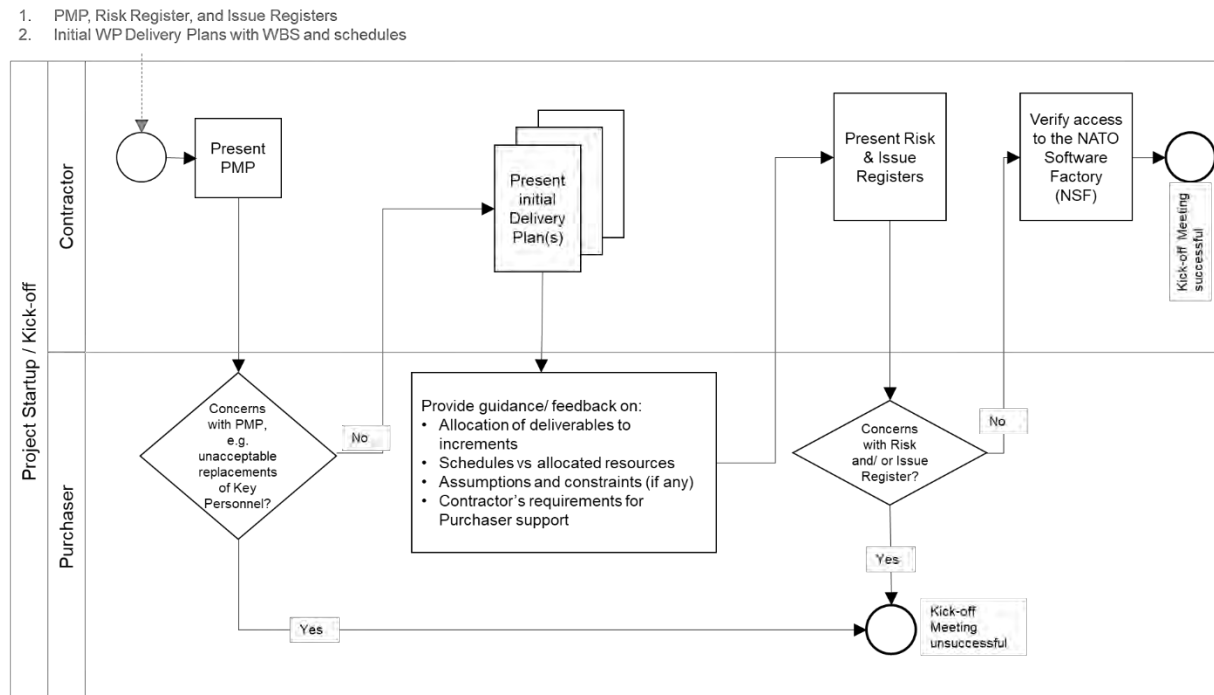 1. PMP, Risk Register, and Issue Registers
2. Initial WP Delivery Plans with WBS and schedules
Project Startup / Kick-off
Contractor
Present
PMP
Present
initial
Delivery
Plan(s)
Present Risk
& Issue
Registers
Verify access
to the NATO
Software
Factory
(NSF)
Kick-off Meeting
successful
Purchaser
Concerns
with PMP,
e.g.
unacceptable
replacements
of Key
Personnel?
No
Provide guidance/ feedback on:
• Allocation of deliverables to
increments
• Schedules vs allocated resources
• Assumptions and constraints (if any)
• Contractor's requirements for
Purchaser support
Concerns
with Risk
and/ or Issue
Register?
No
Yes
Yes
Kick-off
Meeting
unsuccessful